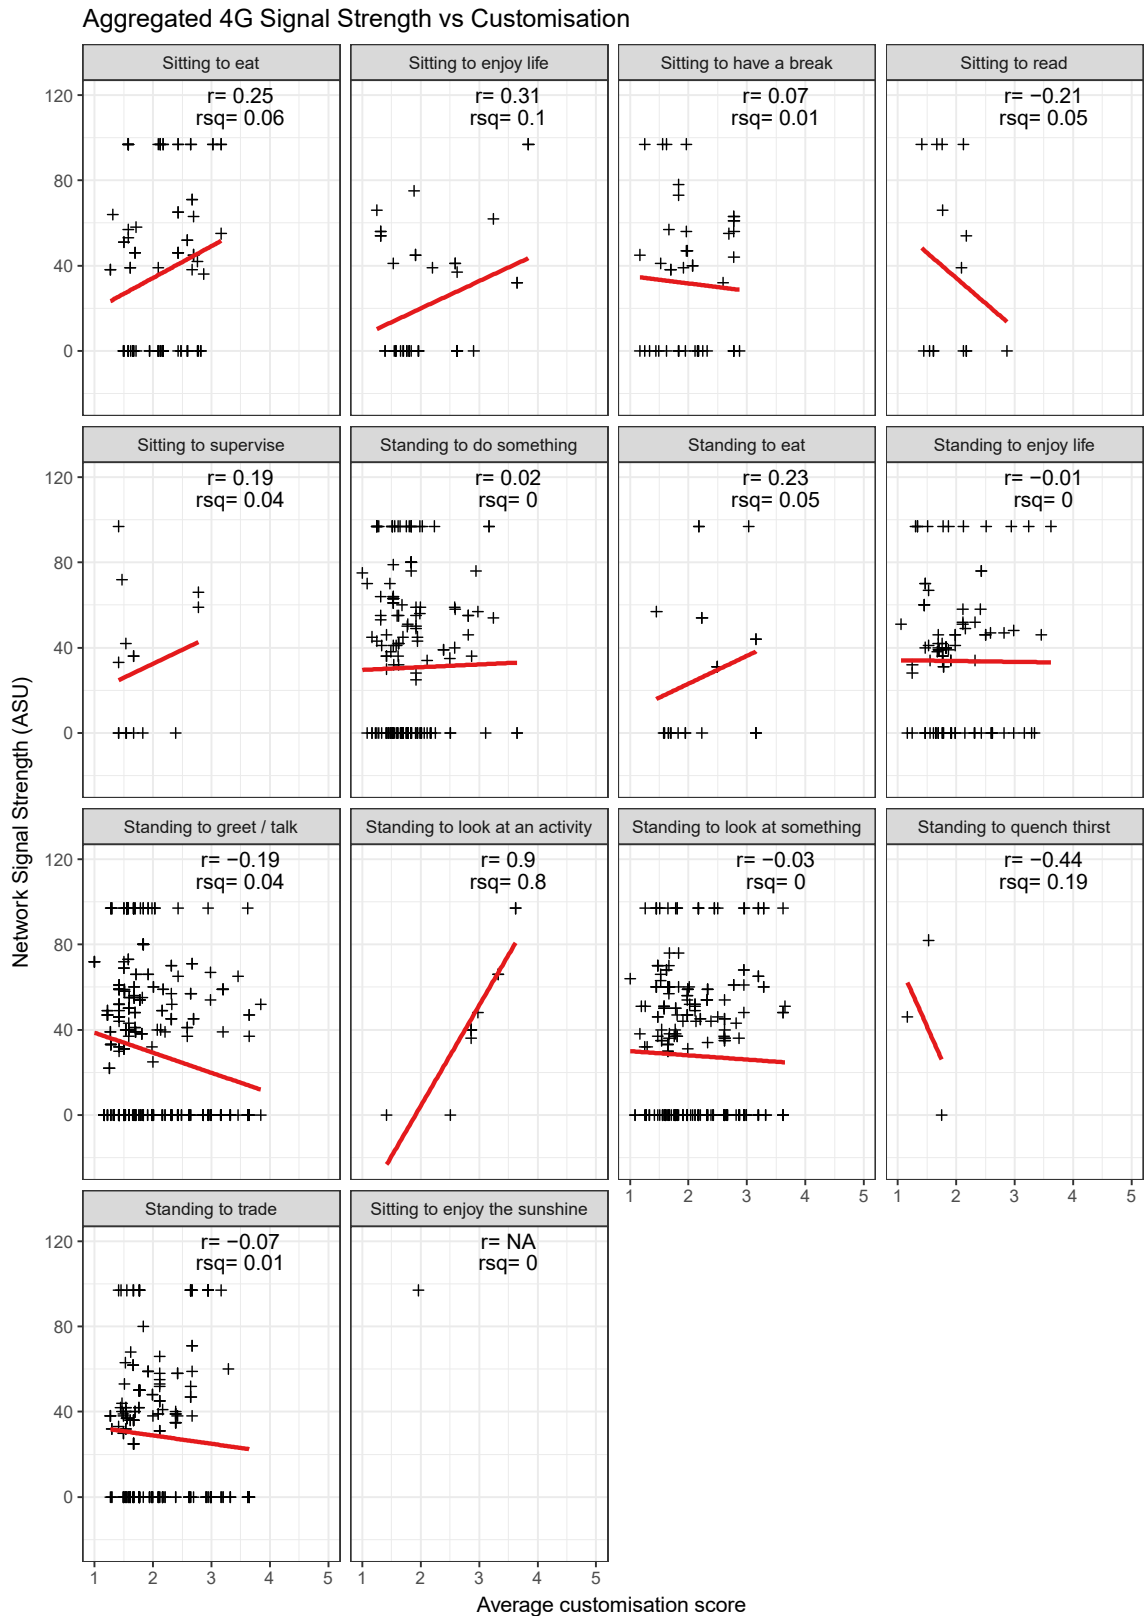 Aggregated 4G Signal Strength vs Customisation
Sitting to eat
Sitting to enjoy life
Sitting to have a break
Sitting to read
r= 0.25
rsq= 0.06
r= 0.31
rsq= 0.1
r= 0.07
rsq= 0.01
r= −0.21
rsq= 0.05
120
80
40
0
Sitting to supervise
Standing to do something
Standing to eat
Standing to enjoy life
r= 0.19
rsq= 0.04
r= 0.02
rsq= 0
r= 0.23
rsq= 0.05
r= −0.01
rsq= 0
120
80
40
0
Network Signal Strength (ASU)
Standing to greet / talk
Standing to look at an activity
Standing to look at something
Standing to quench thirst
r= −0.19
rsq= 0.04
r= 0.9
rsq= 0.8
r= −0.03
rsq= 0
r= −0.44
rsq= 0.19
120
80
40
0
1 2 3 4 5
1 2 3 4 5
Standing to trade
Sitting to enjoy the sunshine
r= −0.07
rsq= 0.01
r= NA
rsq= 0
120
80
40
0
1 2 3 4 5
1 2 3 4 5
Average customisation score